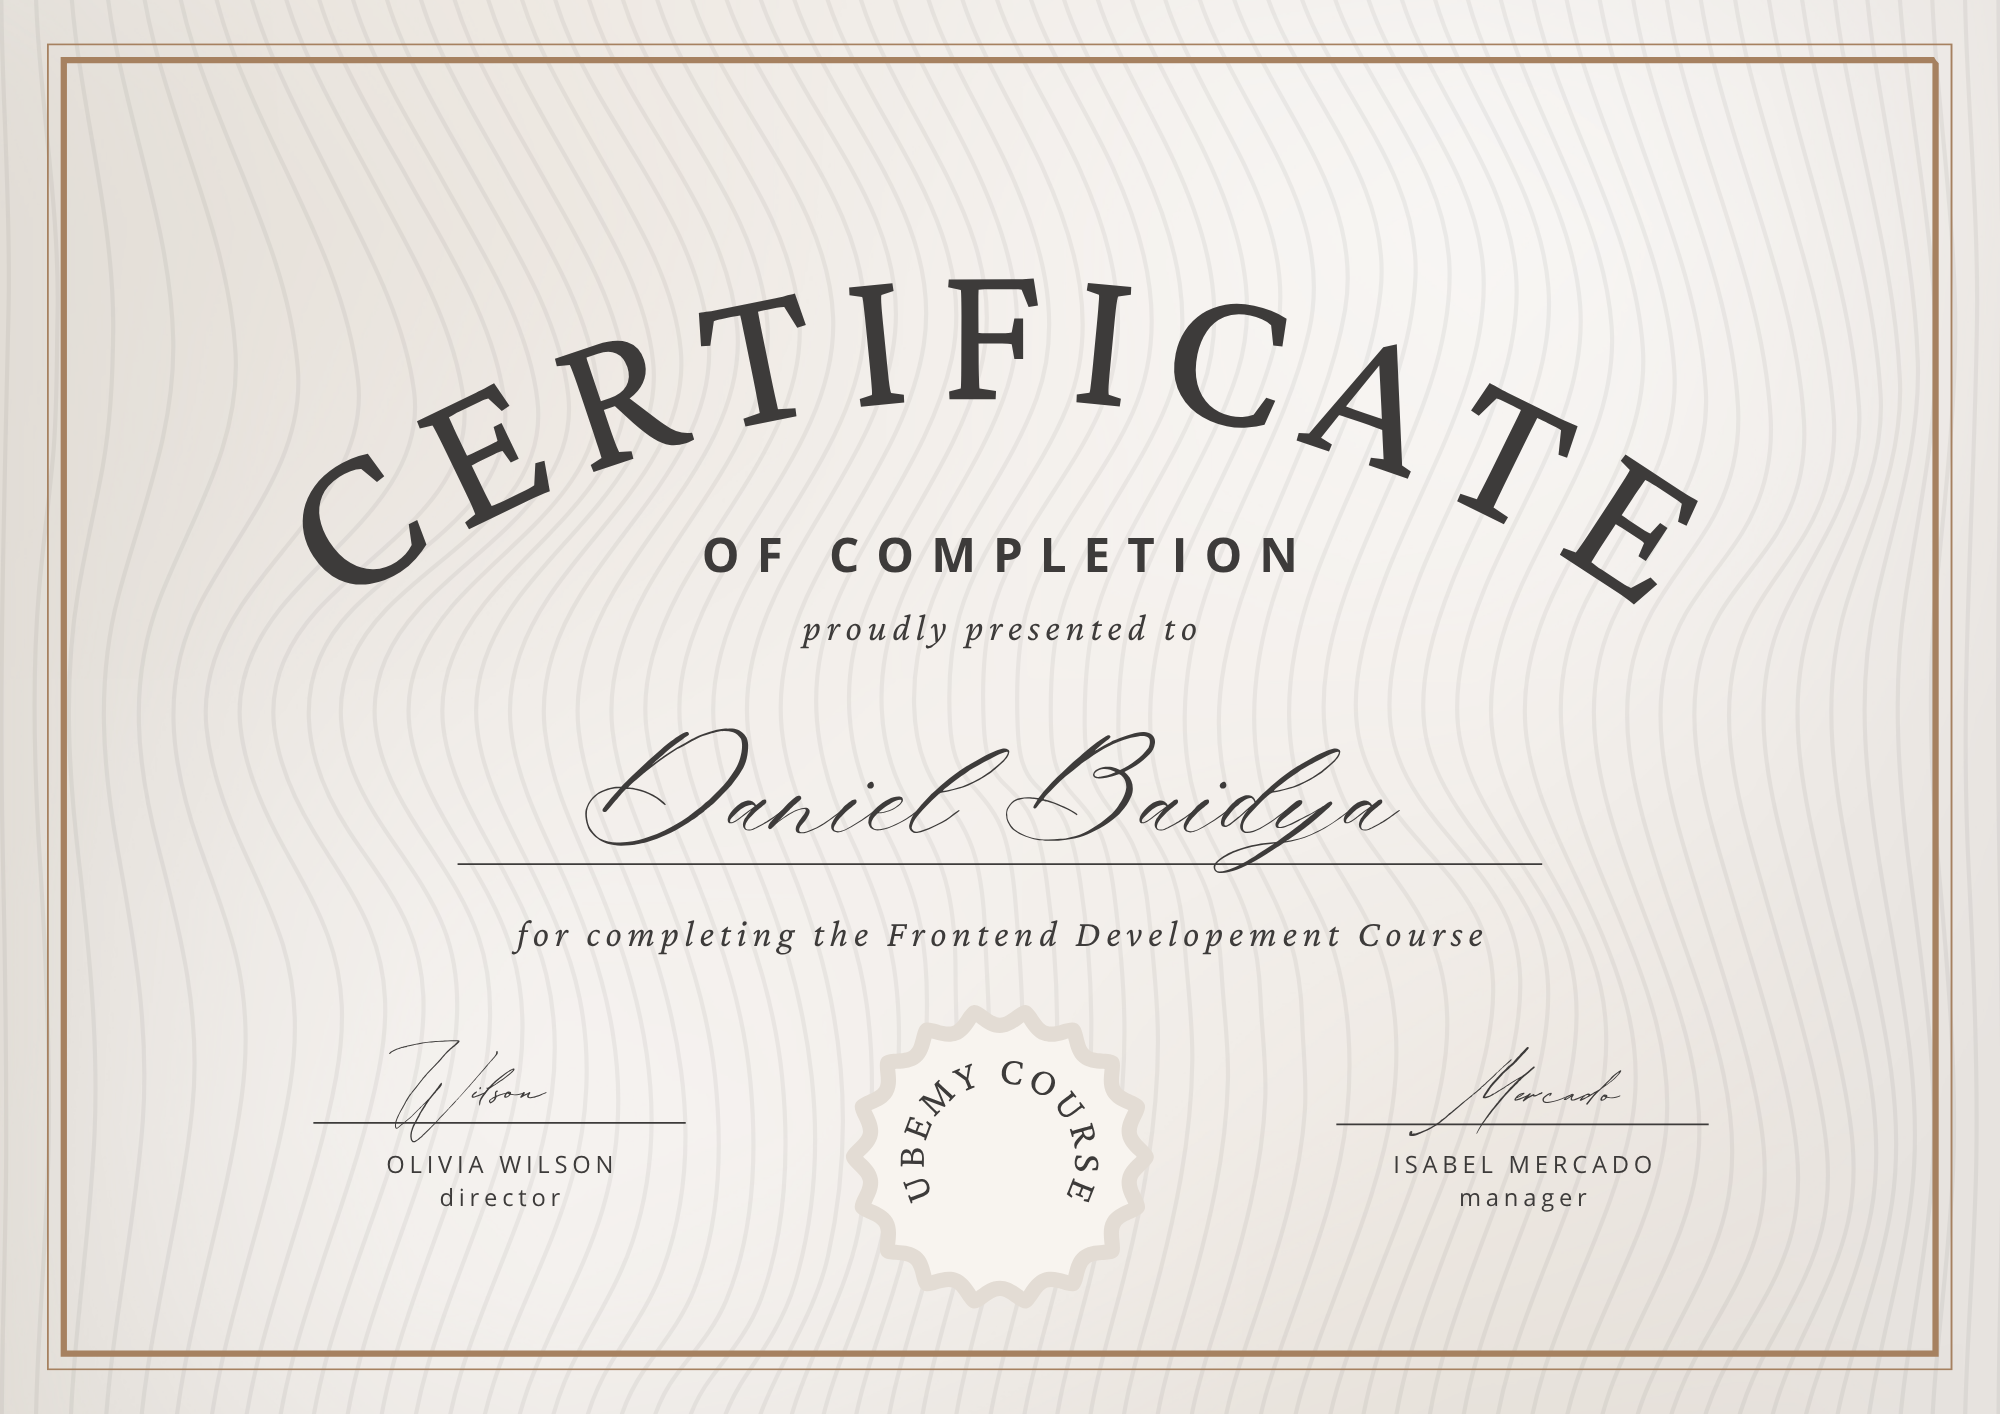 CERTIFICATE
OF COMPLETION
proudly presented to
Daniel Baidya
for completing the Frontend Developement Course
Wilson
OLIVIA WILSON
director
UBEMY COURSE
Mercado
ISABEL MERCADO
manager